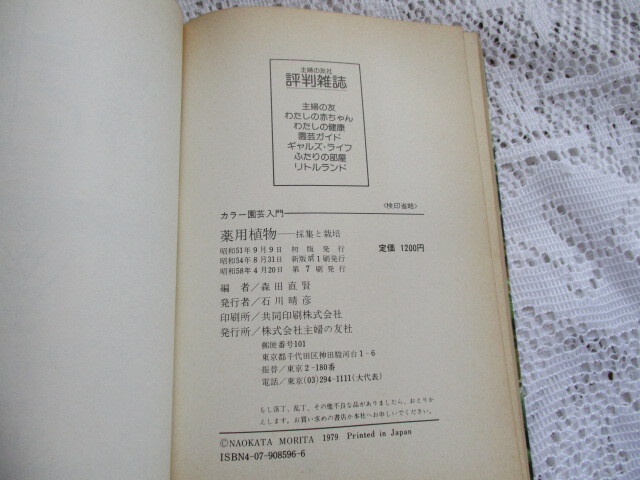 主婦の友社
評判雑誌
主婦の友
わたしの赤ちゃん
わたしの健康
園芸ガイド
ギャルズ・ライフ
ふたりの部屋
リトルランド
カラー園芸入門
〈検印省略〉
薬用植物――採集と栽培
定価 1200円
昭和51年9月9日 初版発行
昭和54年8月31日 新版第1刷発行
昭和58年4月20日 第7刷発行
編者／森田直賢
発行者／石川晴彦
印刷所／共同印刷株式会社
発行所／株式会社主婦の友社
郵便番号101
東京都千代田区神田駿河台1-6
振替／東京2-180番
電話／東京(03)294-1111(大代表)
もし落丁、乱丁、その他不良な品がありましたら、おとりか
えします。お買い求めの書店か本社へお申しいでください。
©NAOKATA MORITA 1979 Printed in Japan
ISBN4-07-908596-6